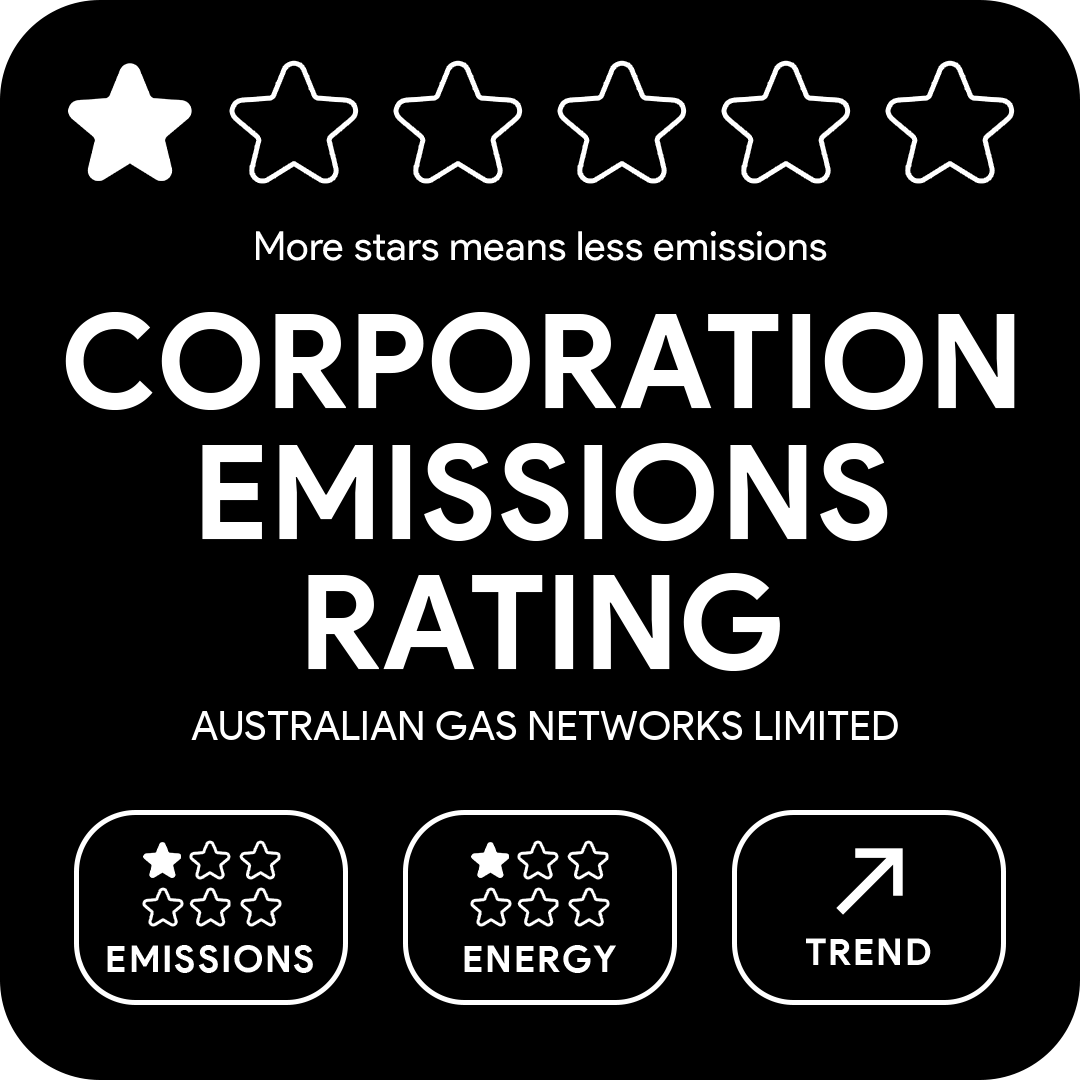 More stars means less emissions
CORPORATION
EMISSIONS
RATING
AUSTRALIAN GAS NETWORKS LIMITED
EMISSIONS
ENERGY
TREND